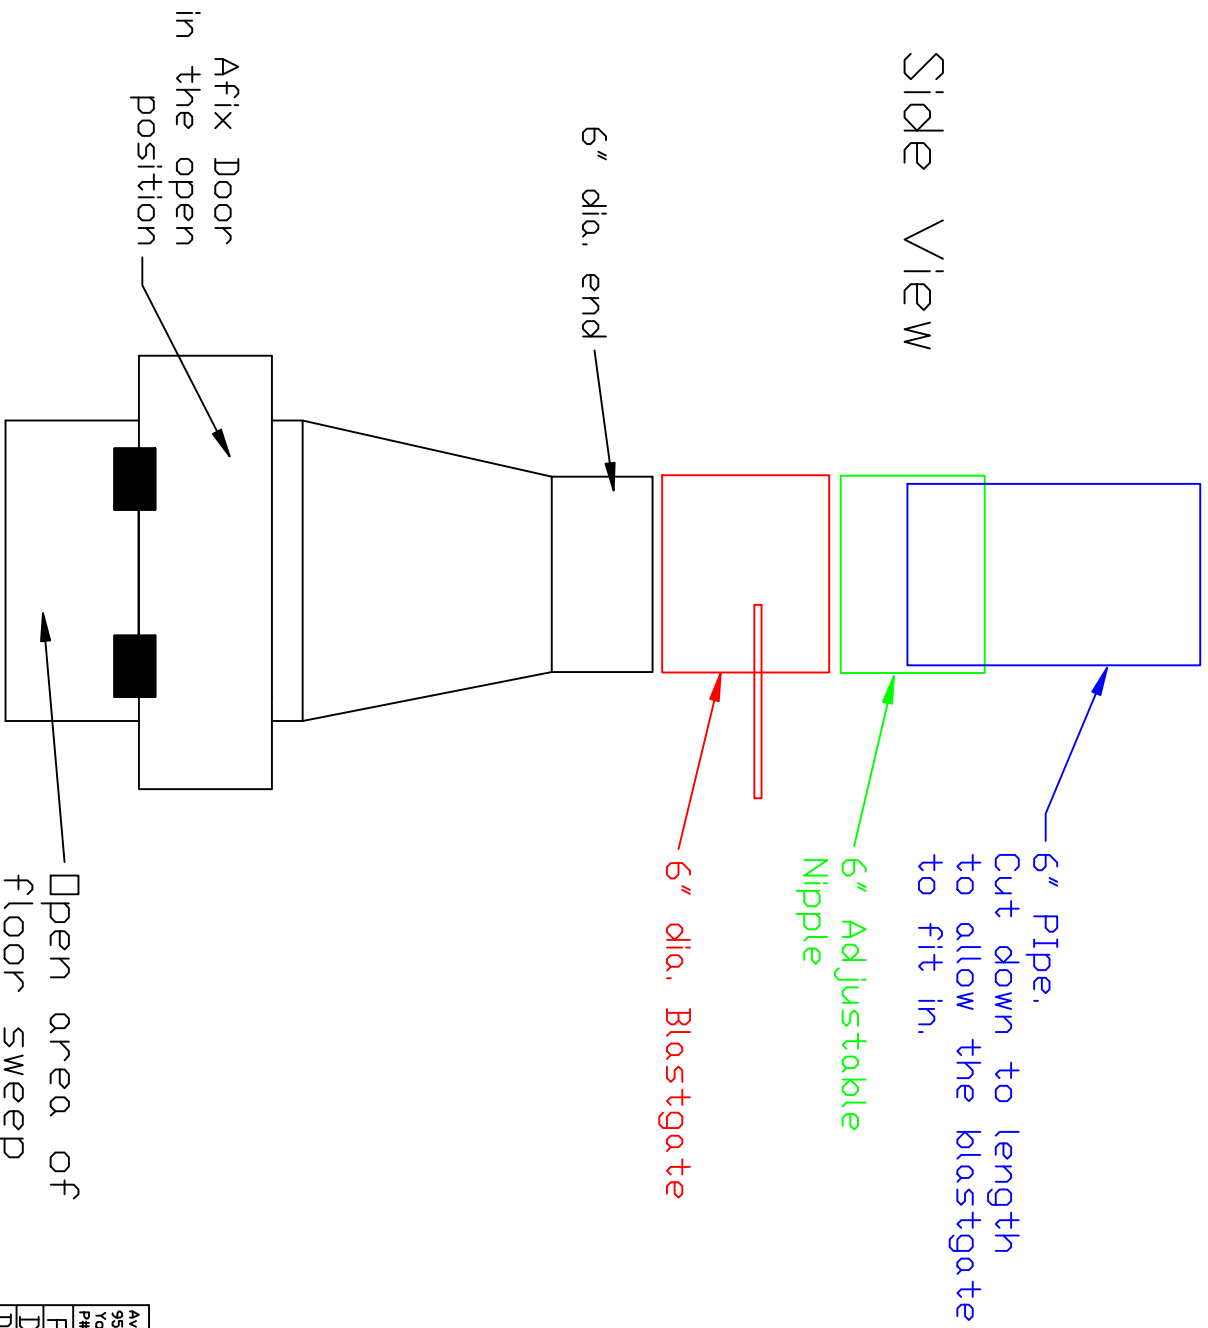 Side View
6" PIpe.
Cut down to length
to allow the blastgate
to fit in.
6" Adjustable
Nipple
6" dia. Blastgate
6" dia. end
Afix Door
in the open
position
Open area of
floor sweep
P#